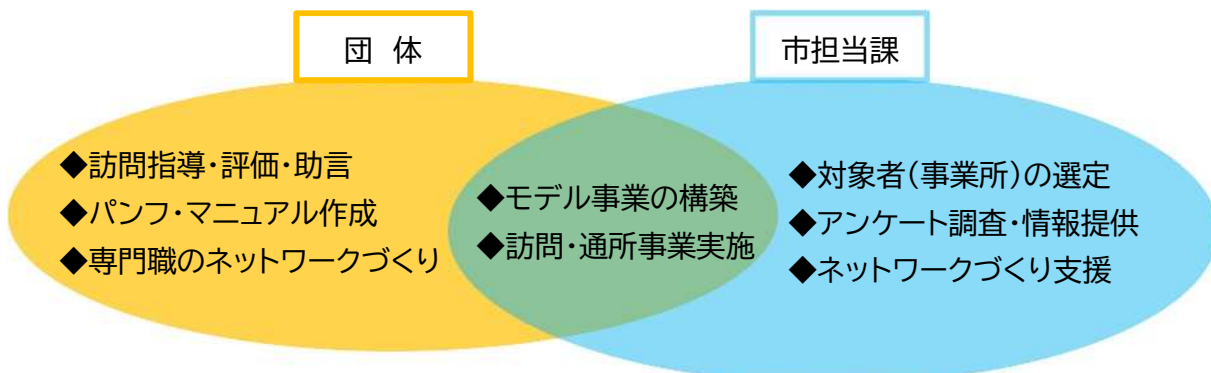 団 体
市担当課
◆訪問指導・評価・助言
◆パンフ・マニュアル作成
◆専門職のネットワークづくり
◆モデル事業の構築
◆訪問・通所事業実施
◆対象者(事業所)の選定
◆アンケート調査・情報提供
◆ネットワークづくり支援